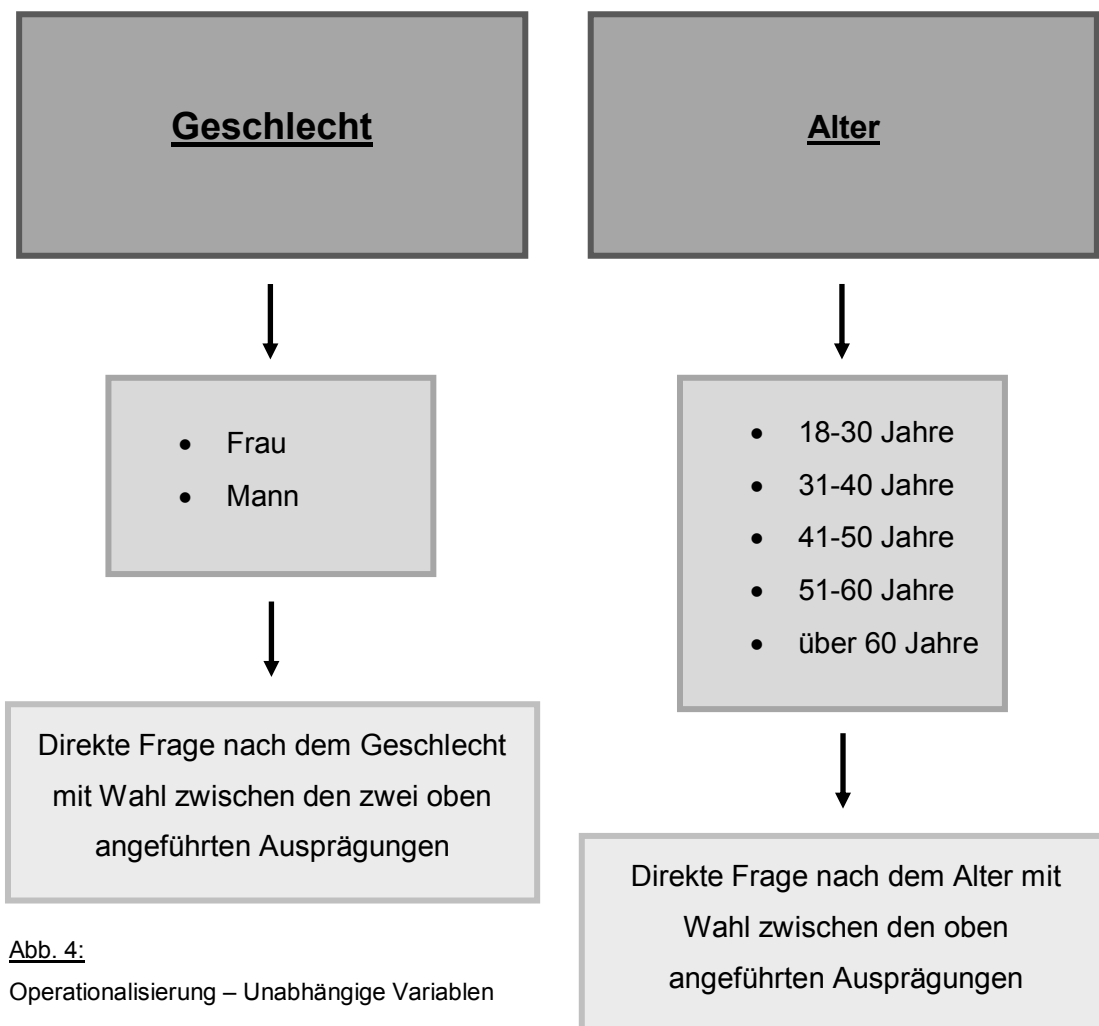 Geschlecht
• Frau
• Mann
Direkte Frage nach dem Geschlecht
mit Wahl zwischen den zwei oben
angeführten Ausprägungen
Alter
• 18-30 Jahre
• 31-40 Jahre
• 41-50 Jahre
• 51-60 Jahre
• über 60 Jahre
Direkte Frage nach dem Alter mit
Wahl zwischen den oben
angeführten Ausprägungen
Abb. 4:
Operationalisierung – Unabhängige Variablen